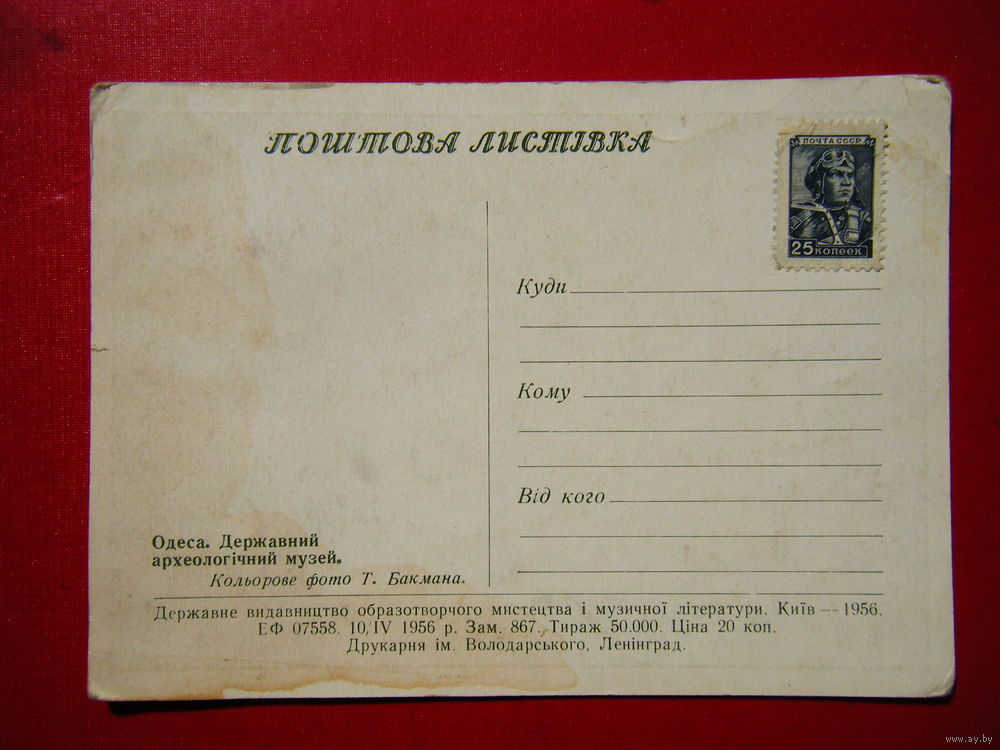 ПОШТОВА ЛИСТІВКА
ПОЧТА СССР
25 КОПЕЕК
Куди
Кому
Від кого
Одеса. Державний
археологічний музей.
Кольорове фото Т. Бакмана.
Державне видавництво образотворчого мистецтва і музичної літератури. Київ — 1956.
ЕФ 07558. 10/IV 1956 р. Зам. 867. Тираж 50.000. Ціна 20 коп.
Друкарня ім. Володарського, Ленінград.
www.ay.by